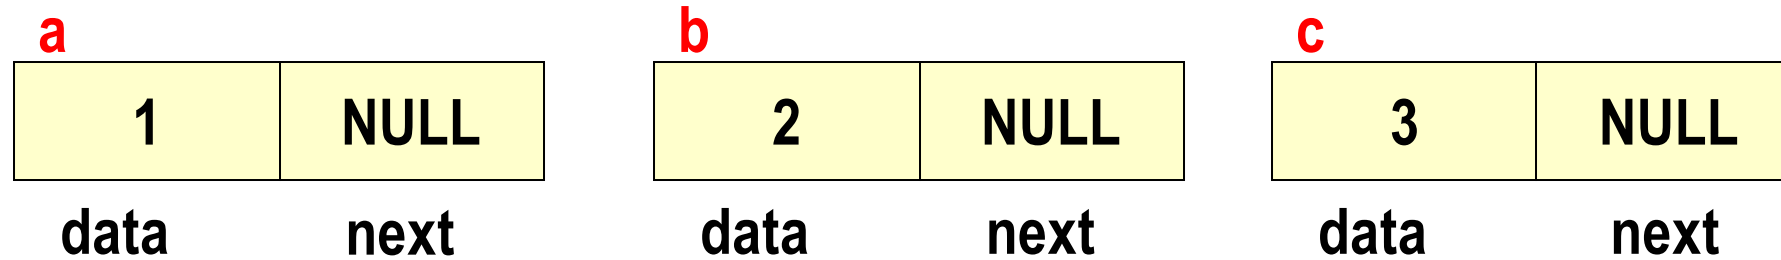 a b c
1 NULL 2 NULL 3 NULL
data next data next data next